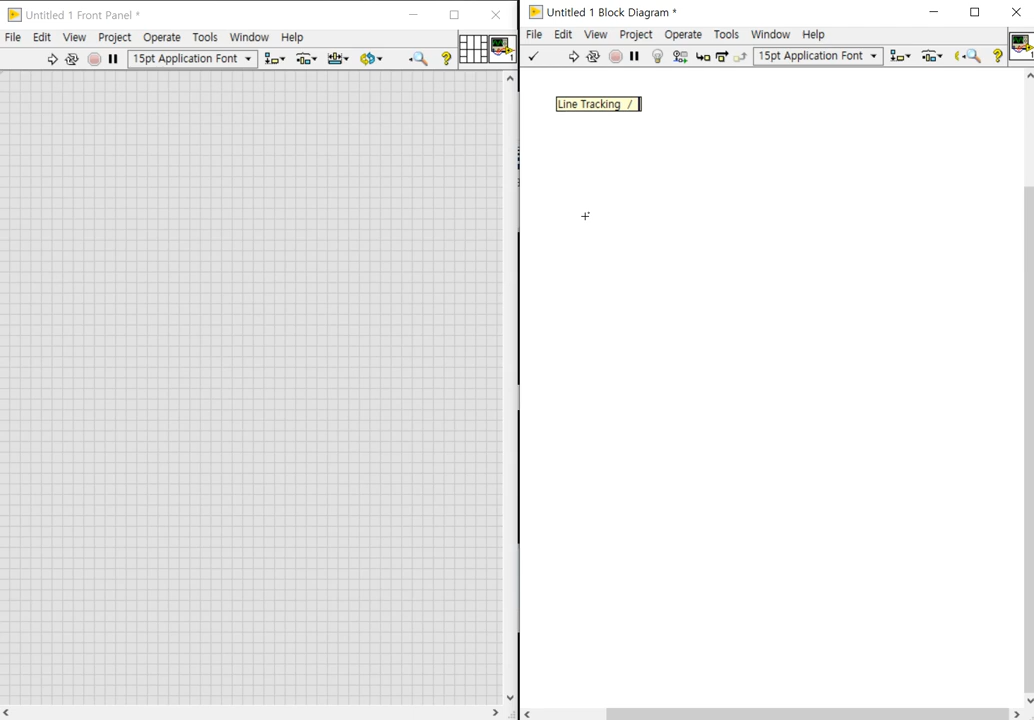 Untitled 1 Front Panel *
File Edit View Project Operate Tools Window Help
15pt Application Font
Untitled 1 Block Diagram *
File Edit View Project Operate Tools Window Help
15pt Application Font
Line Tracking /